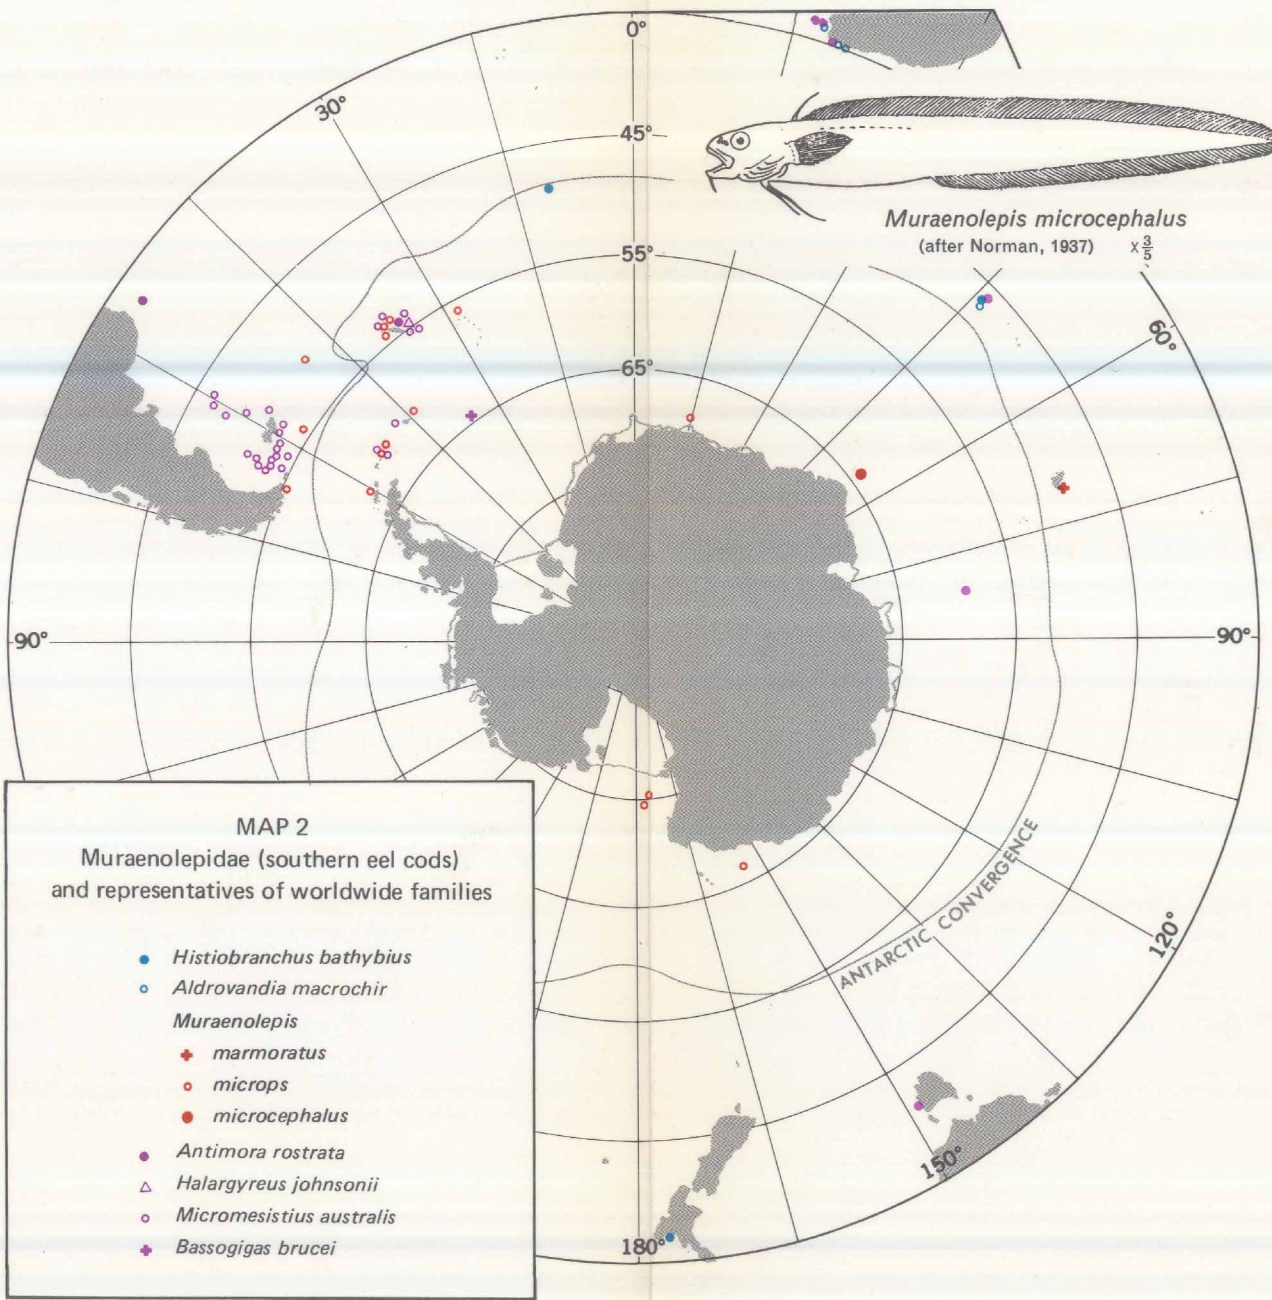 0°
30°
45°
Muraenolepis microcephalus
(after Norman, 1937) x 3/5
55°
60°
65°
90°
90°
MAP 2
Muraenolepidae (southern eel cods)
and representatives of worldwide families
Histiobranchus bathybius
Aldrovandia macrochir
Muraenolepis
marmoratus
microps
microcephalus
Antimora rostrata
Halargyreus johnsonii
Micromesistius australis
Bassogigas brucei
ANTARCTIC CONVERGENCE
120°
150°
180°